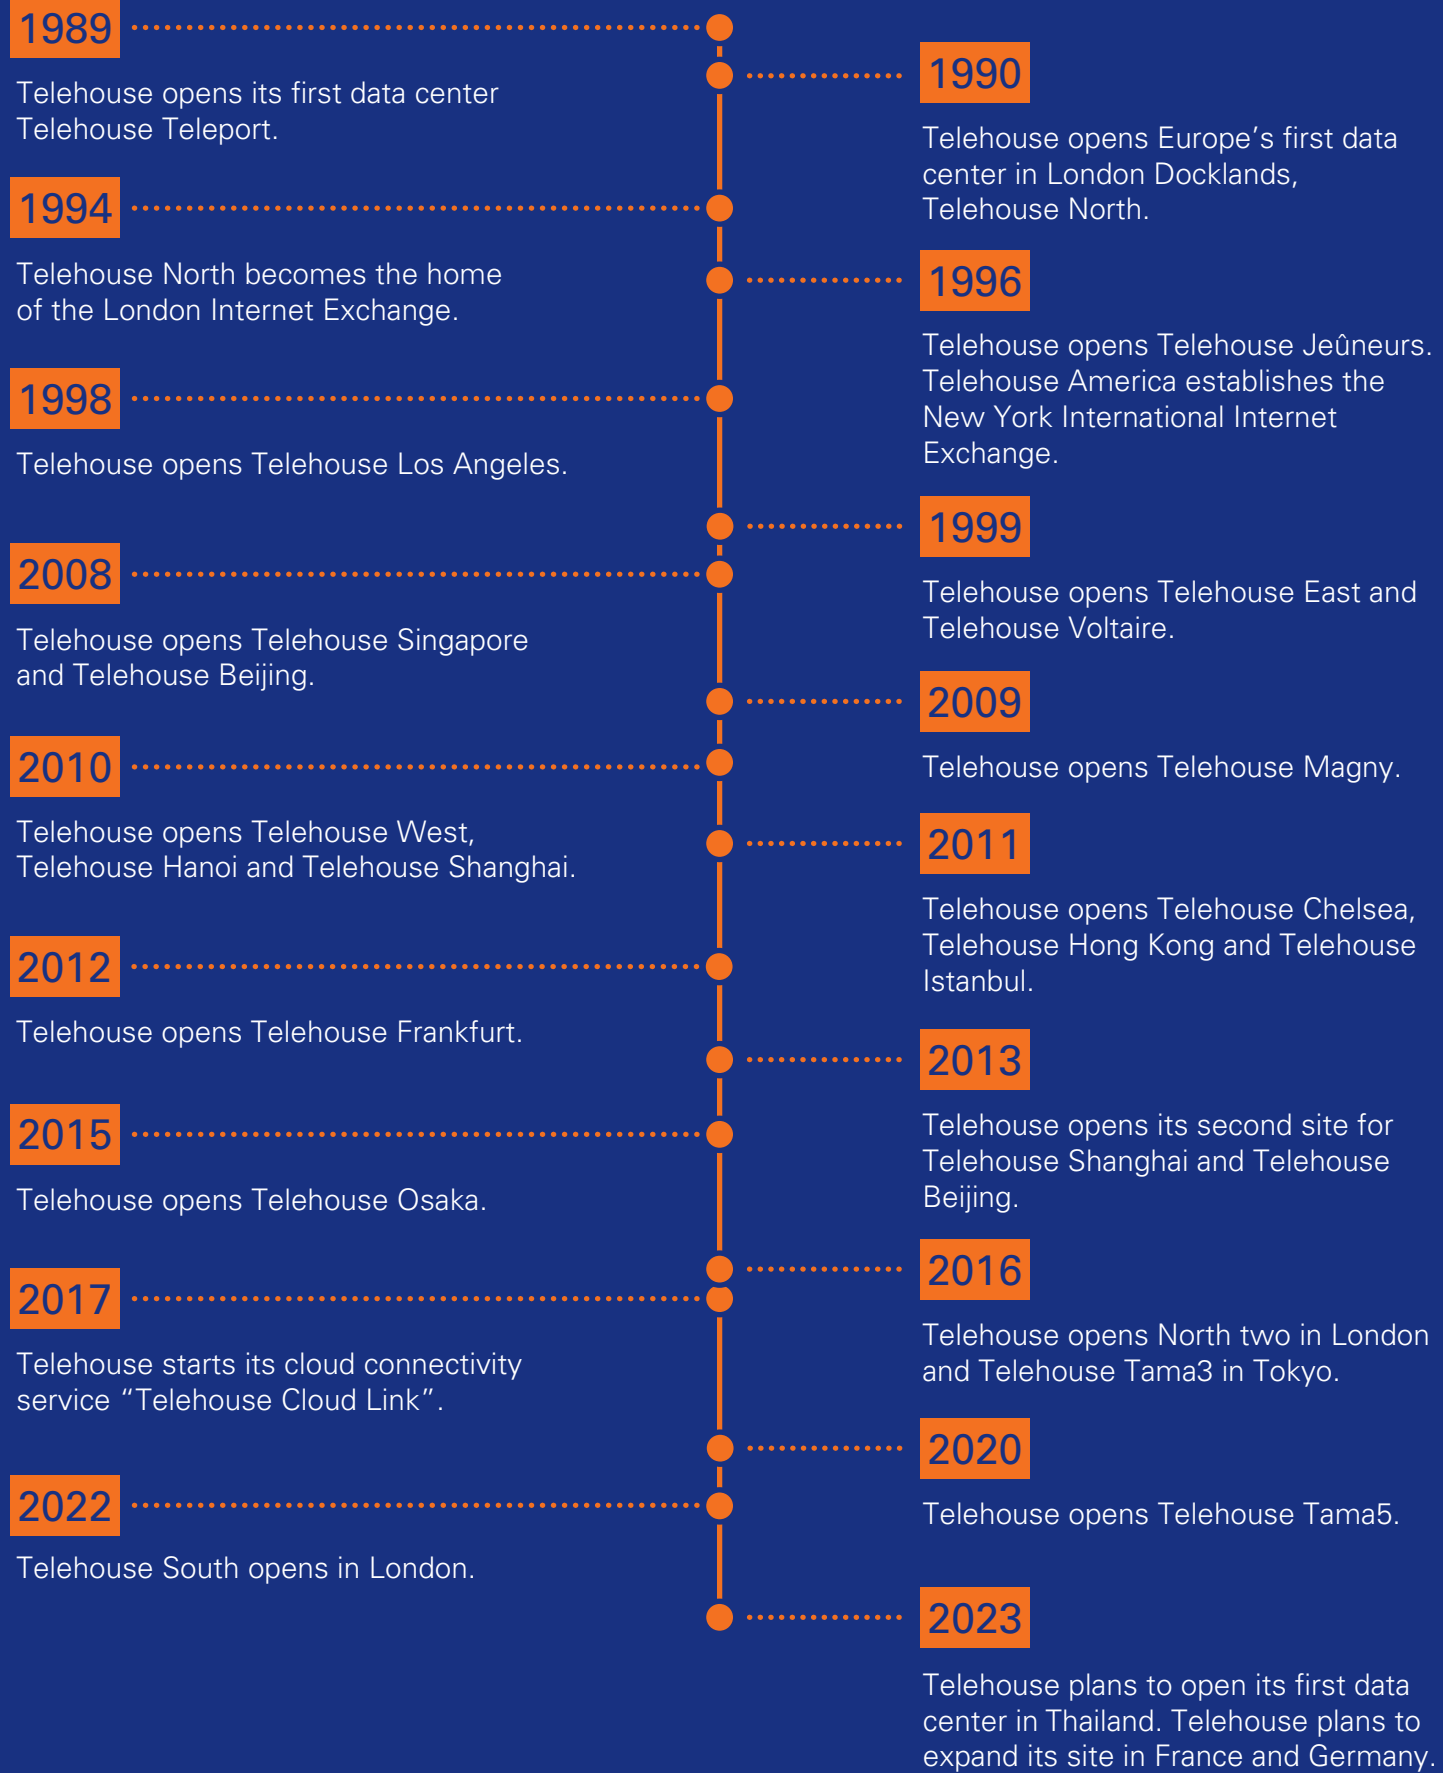 1989
Telehouse opens its first data center
Telehouse Teleport.
1990
Telehouse opens Europe’s first data
center in London Docklands,
Telehouse North.
1994
Telehouse North becomes the home
of the London Internet Exchange.
1996
Telehouse opens Telehouse Jeûneurs.
Telehouse America establishes the
New York International Internet
Exchange.
1998
Telehouse opens Telehouse Los Angeles.
1999
Telehouse opens Telehouse East and
Telehouse Voltaire.
2008
Telehouse opens Telehouse Singapore
and Telehouse Beijing.
2009
Telehouse opens Telehouse Magny.
2010
Telehouse opens Telehouse West,
Telehouse Hanoi and Telehouse Shanghai.
2011
Telehouse opens Telehouse Chelsea,
Telehouse Hong Kong and Telehouse
Istanbul.
2012
Telehouse opens Telehouse Frankfurt.
2013
Telehouse opens its second site for
Telehouse Shanghai and Telehouse
Beijing.
2015
Telehouse opens Telehouse Osaka.
2016
Telehouse opens North two in London
and Telehouse Tama3 in Tokyo.
2017
Telehouse starts its cloud connectivity
service “Telehouse Cloud Link”.
2020
Telehouse opens Telehouse Tama5.
2022
Telehouse South opens in London.
2023
Telehouse plans to open its first data
center in Thailand. Telehouse plans to
expand its site in France and Germany.